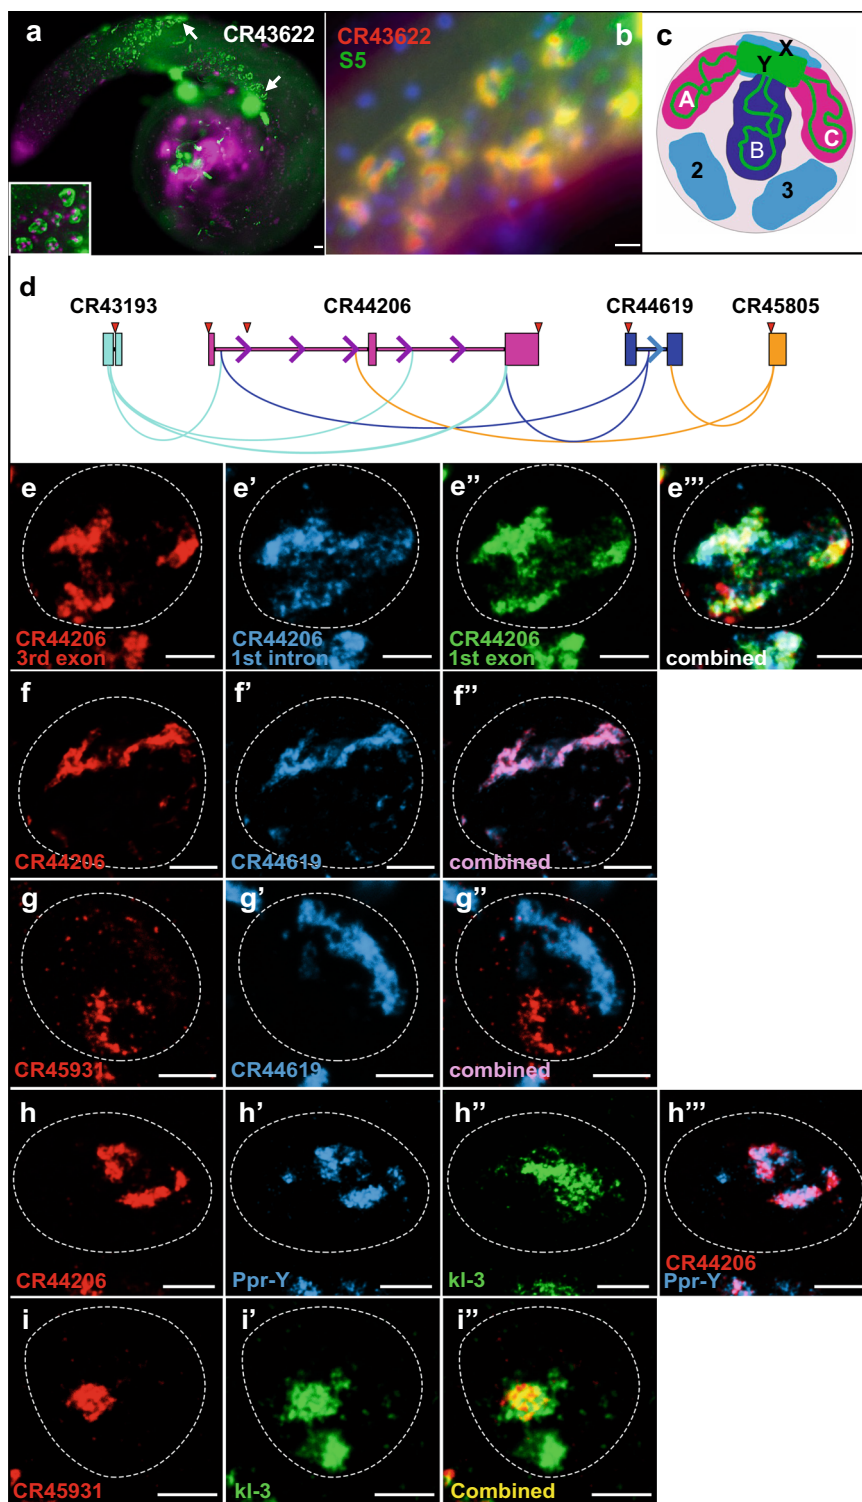 a
CR43622
CR43622
S5
b
c
X
Y
A
B
C
2
3
d
CR43193
CR44206
CR44619
CR45805
e
CR44206
3rd exon
e'
CR44206
1st intron
e''
CR44206
1st exon
e'''
combined
f
CR44206
f'
CR44619
f''
combined
g
CR45931
g'
CR44619
g''
combined
h
CR44206
h'
Ppr-Y
h''
kl-3
h'''
CR44206
Ppr-Y
i
CR45931
i'
kl-3
i''
Combined